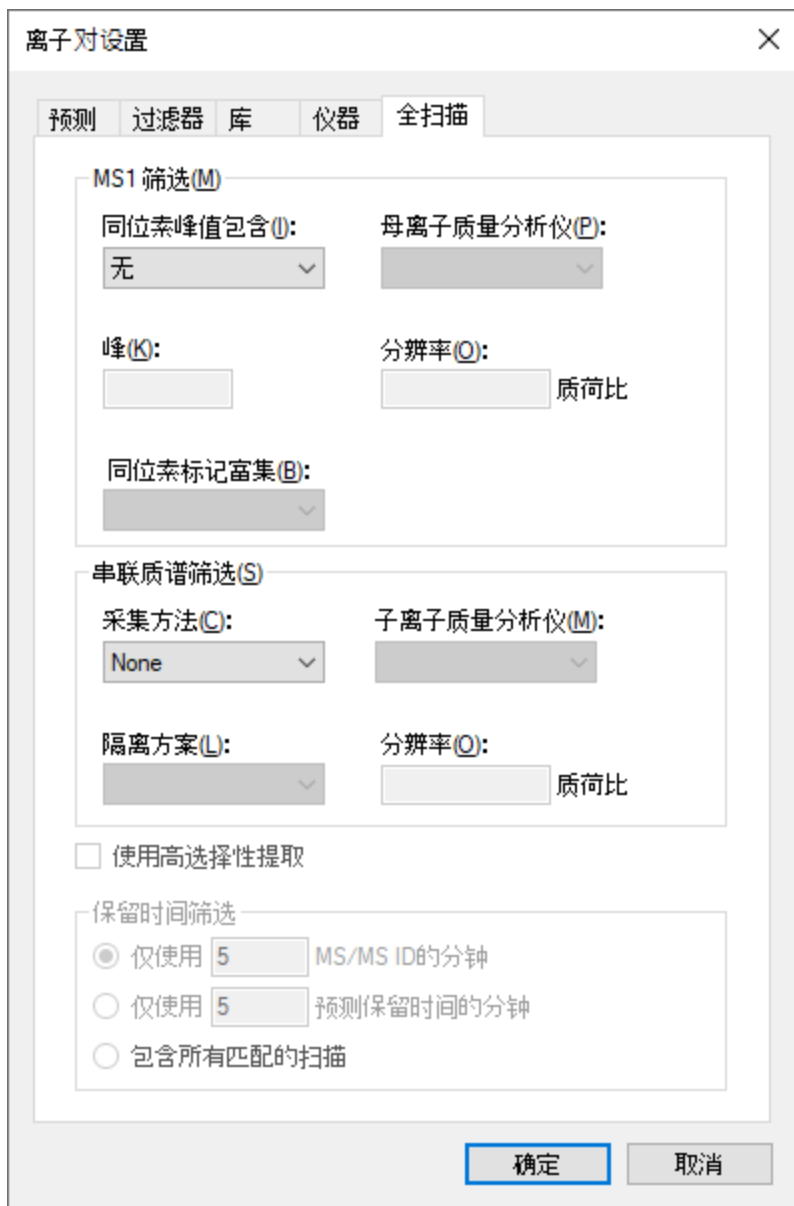 离子对设置
预测 过滤器 库 仪器 全扫描
MS1 筛选(M)
同位素峰值包含(I): 母离子质量分析仪(P):
无
峰(K): 分辨率(O):
质荷比
同位素标记富集(B):
串联质谱筛选(S)
采集方法(C): 子离子质量分析仪(M):
None
隔离方案(L): 分辨率(O):
质荷比
使用高选择性提取
保留时间筛选
仅使用 5 MS/MS ID的分钟
仅使用 5 预测保留时间的分钟
包含所有匹配的扫描
确定 取消